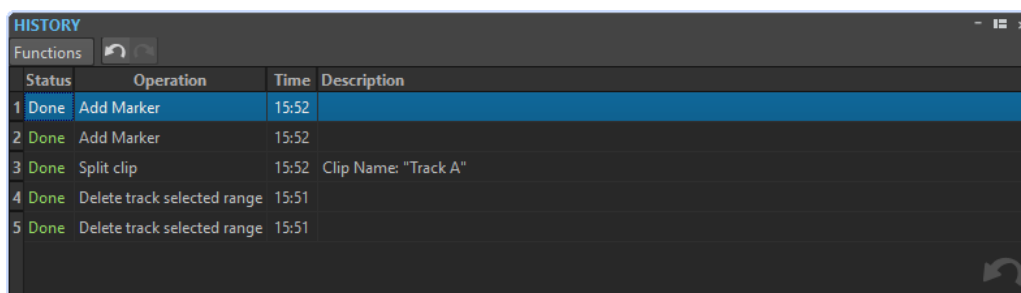 HISTORY
Functions
Status Operation Time Description
1 Done Add Marker 15:52
2 Done Add Marker 15:52
3 Done Split clip 15:52 Clip Name: "Track A"
4 Done Delete track selected range 15:51
5 Done Delete track selected range 15:51